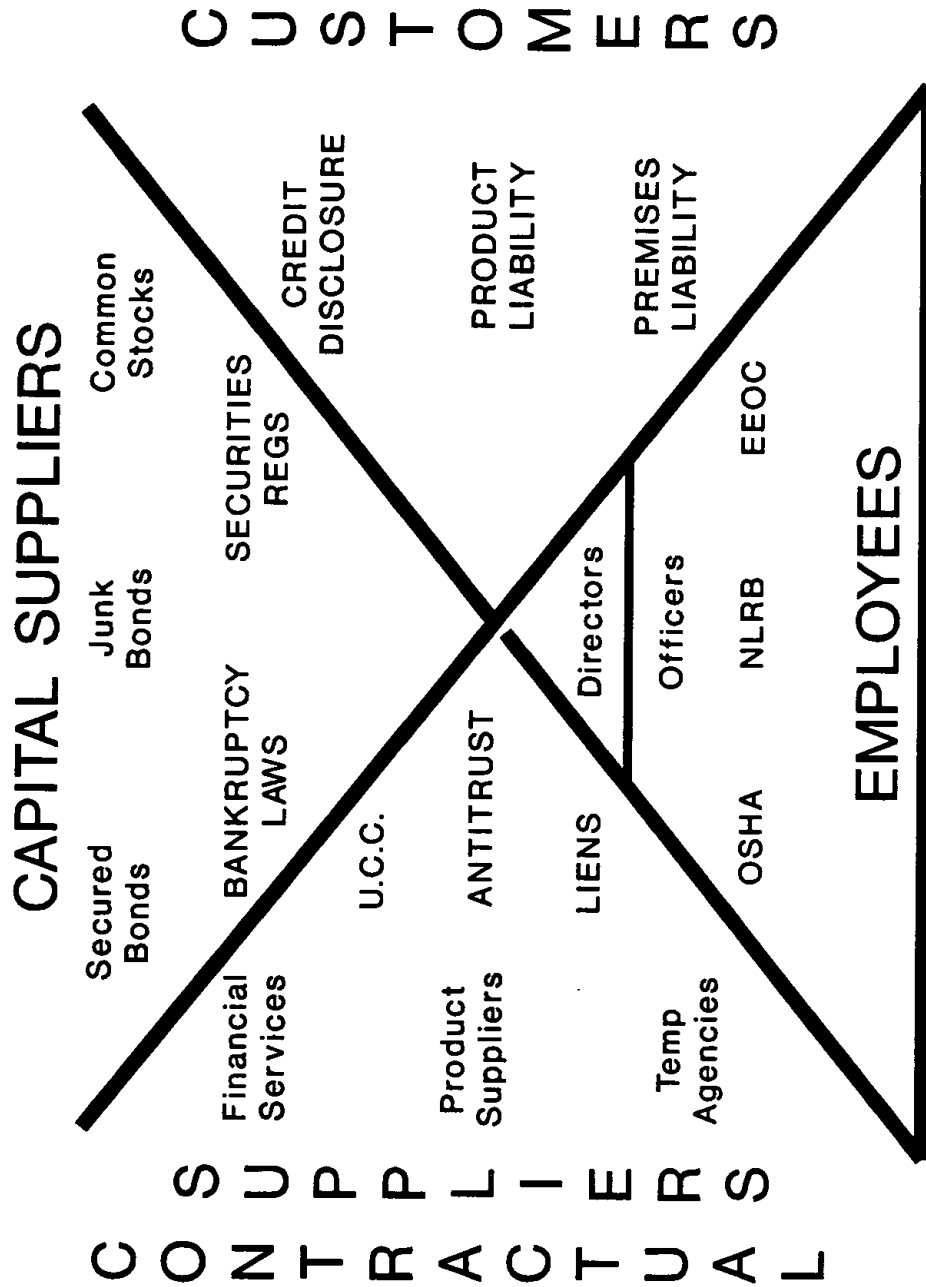 CAPITAL SUPPLIERS
Secured
Bonds
Junk
Bonds
Common
Stocks
BANKRUPTCY
LAWS
SECURITIES
REGS
CONTRACTUAL
SUPPLIERS
Financial
Services
Product
Suppliers
Temp
Agencies
U.C.C.
ANTITRUST
LIENS
CREDIT
DISCLOSURE
PRODUCT
LIABILITY
PREMISES
LIABILITY
CUSTOMERS
Directors
Officers
OSHA
NLRB
EEOC
EMPLOYEES